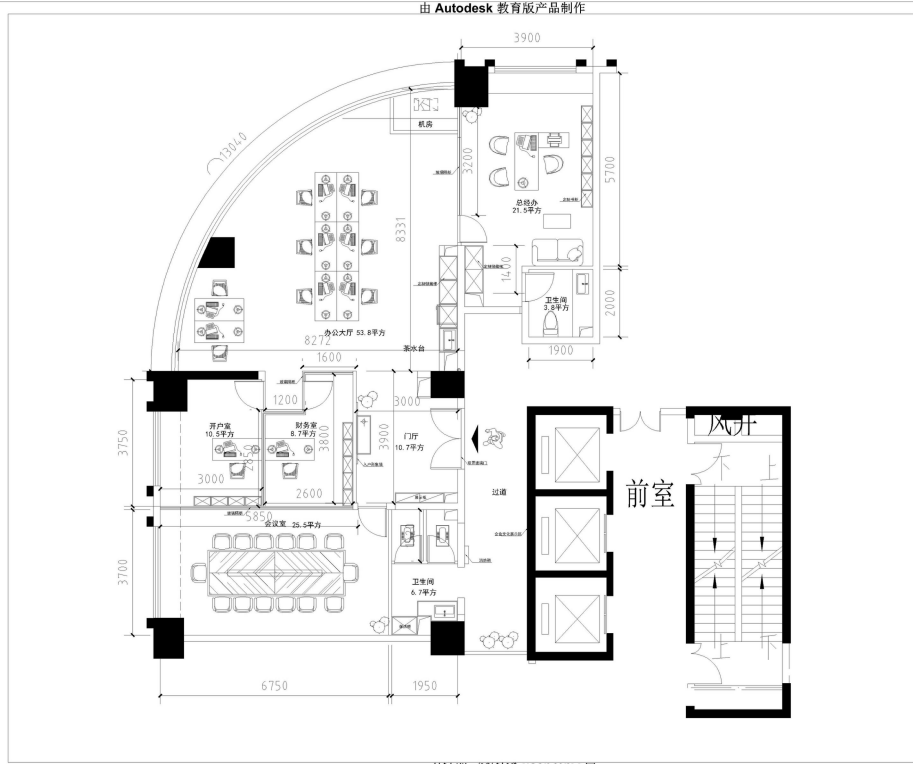 由 Autodesk 教育版产品制作
3900
13040
机房
3200
5700
总经办
21.5平方
8331
1400
卫生间
3.8平方
2000
办公大厅 53.8平方
8272
茶水台
1900
1600
1200
3000
3750
开户室
10.5平方
财务室
8.7平方
3800
3900
门厅
10.7平方
风井
下
上
前室
过道
3000
2600
5850
会议室 25.5平方
3700
卫生间
6.7平方
上
下
6750
1950